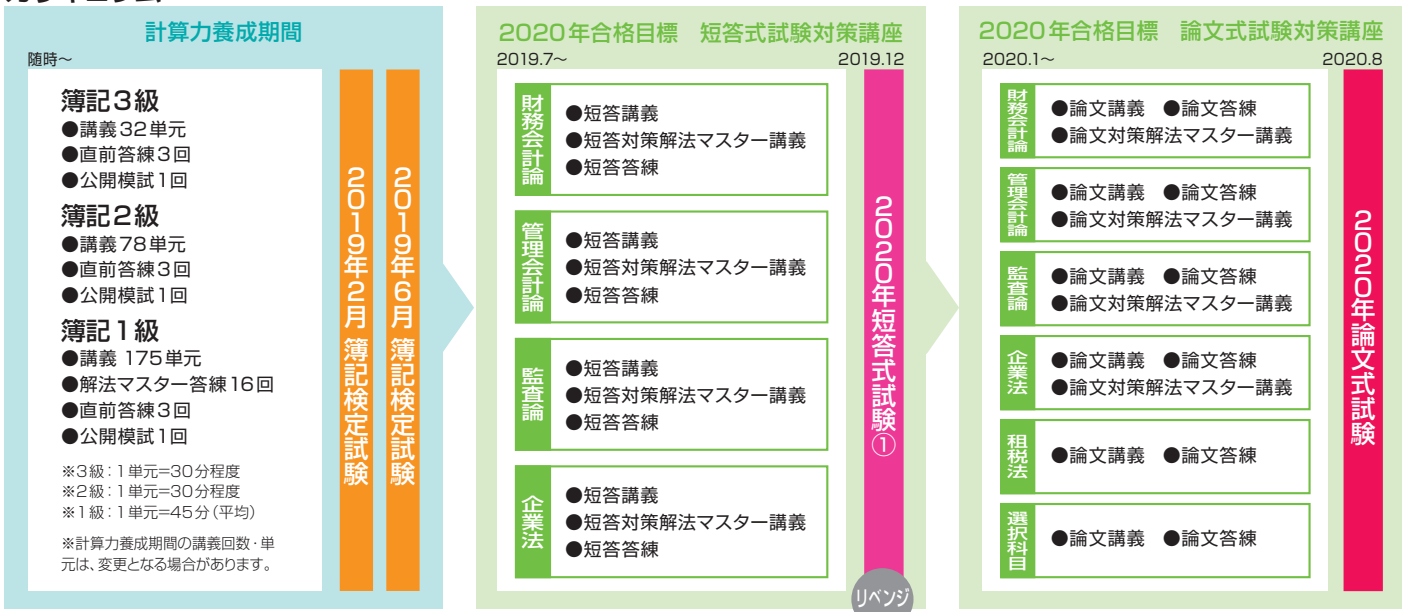 カリキュラム
計算力養成期間
随時～
簿記3級
●講義32単元
●直前答練3回
●公開模試1回
簿記2級
●講義78単元
●直前答練3回
●公開模試1回
簿記1級
●講義 175単元
●解法マスター答練16回
●直前答練3回
●公開模試1回
※3級：1単元=30分程度
※2級：1単元=30分程度
※1級：1単元=45分（平均）
※計算力養成期間の講義回数・単
元は、変更となる場合があります。
2019年2月 簿記検定試験
2019年6月 簿記検定試験
2020年合格目標　短答式試験対策講座
2019.7～
2019.12
財務会計論
●短答講義
●短答対策解法マスター講義
●短答答練
管理会計論
●短答講義
●短答対策解法マスター講義
●短答答練
監査論
●短答講義
●短答対策解法マスター講義
●短答答練
企業法
●短答講義
●短答対策解法マスター講義
●短答答練
2020年短答式試験①
リベンジ
2020年合格目標　論文式試験対策講座
2020.1～
2020.8
財務会計論
●論文講義　●論文答練
●論文対策解法マスター講義
管理会計論
●論文講義　●論文答練
●論文対策解法マスター講義
監査論
●論文講義　●論文答練
●論文対策解法マスター講義
企業法
●論文講義　●論文答練
●論文対策解法マスター講義
租税法
●論文講義　●論文答練
選択科目
●論文講義　●論文答練
2020年論文式試験